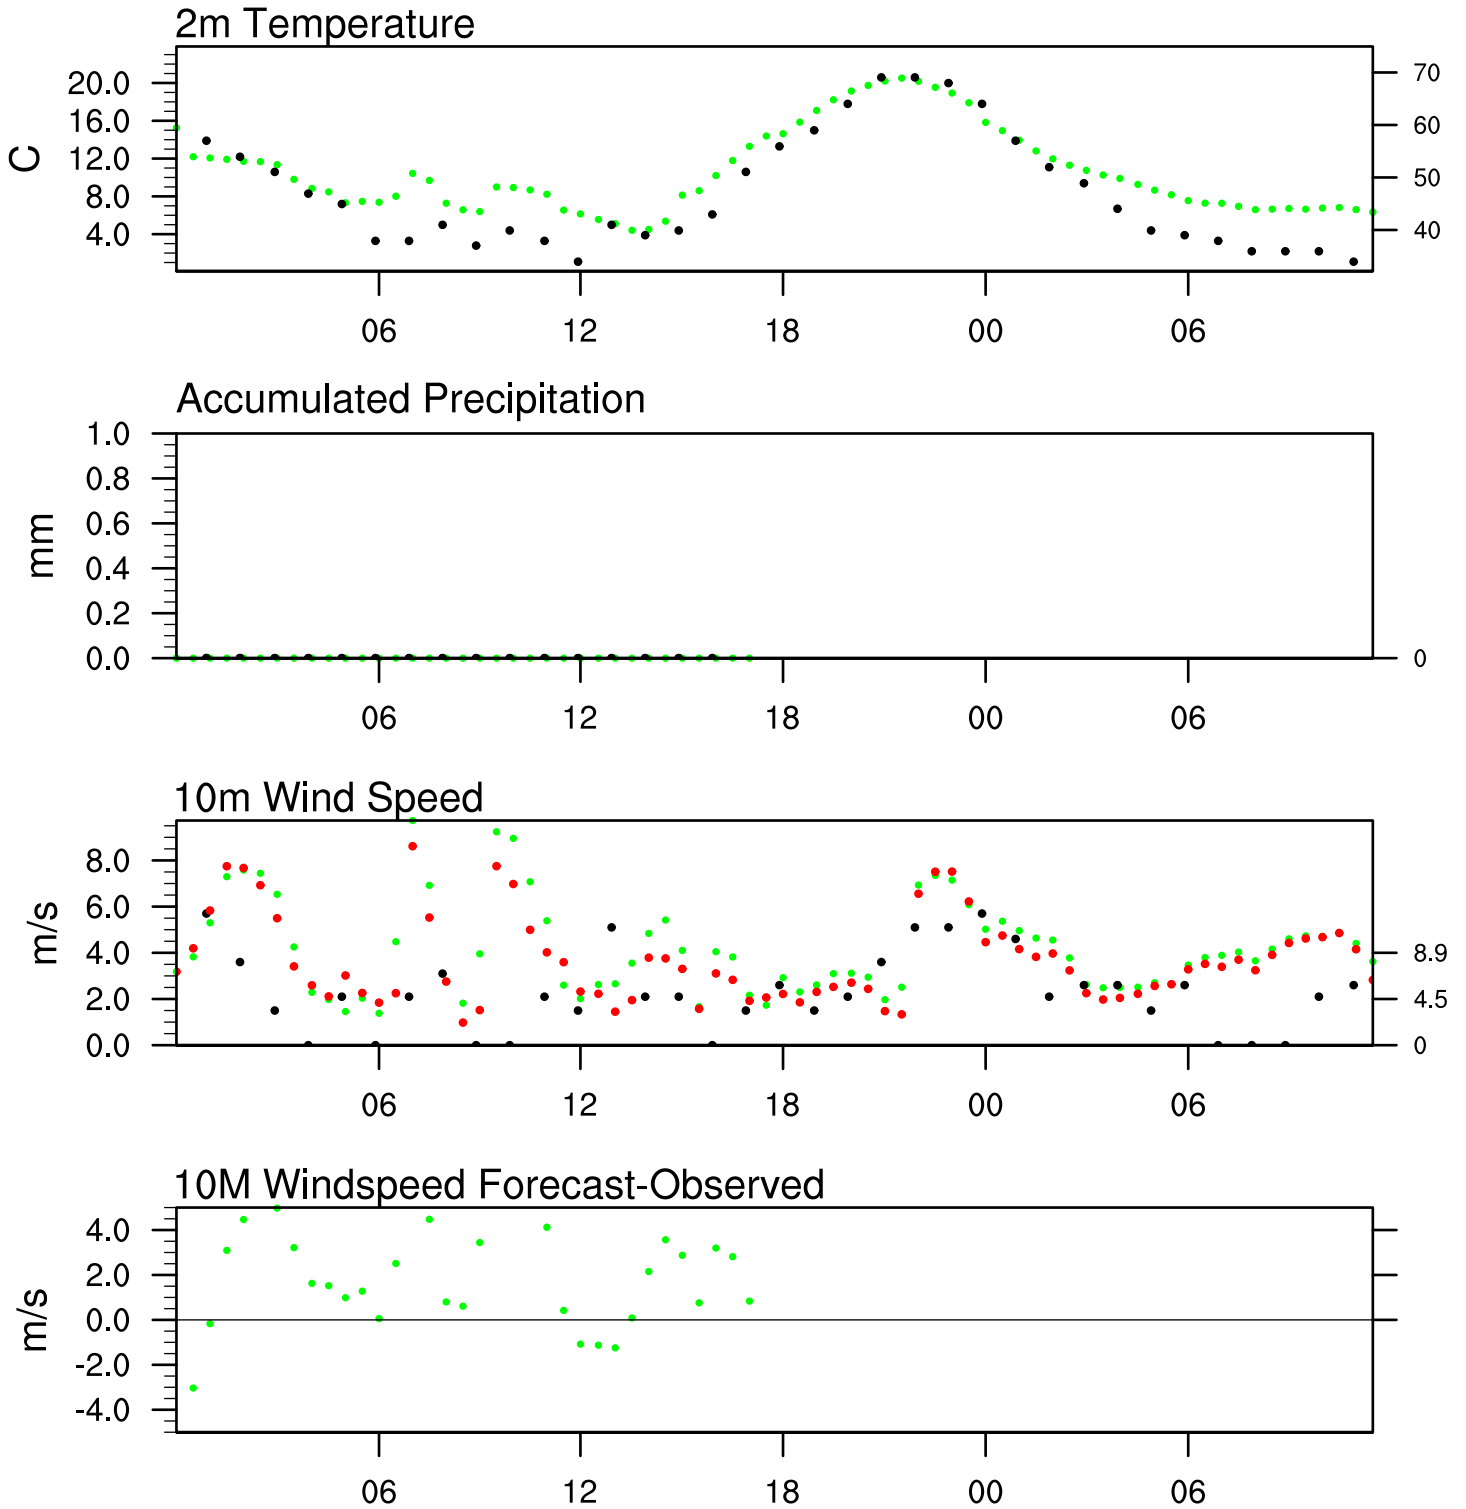 2m Temperature
20.0
16.0
12.0
8.0
4.0
C
70
60
50
40
06 12 18 00 06
Accumulated Precipitation
1.0
0.8
0.6
0.4
0.2
0.0
mm
0
06 12 18 00 06
10m Wind Speed
8.0
6.0
4.0
2.0
0.0
m/s
8.9
4.5
0
06 12 18 00 06
10M Windspeed Forecast-Observed
4.0
2.0
0.0
-2.0
-4.0
m/s
06 12 18 00 06